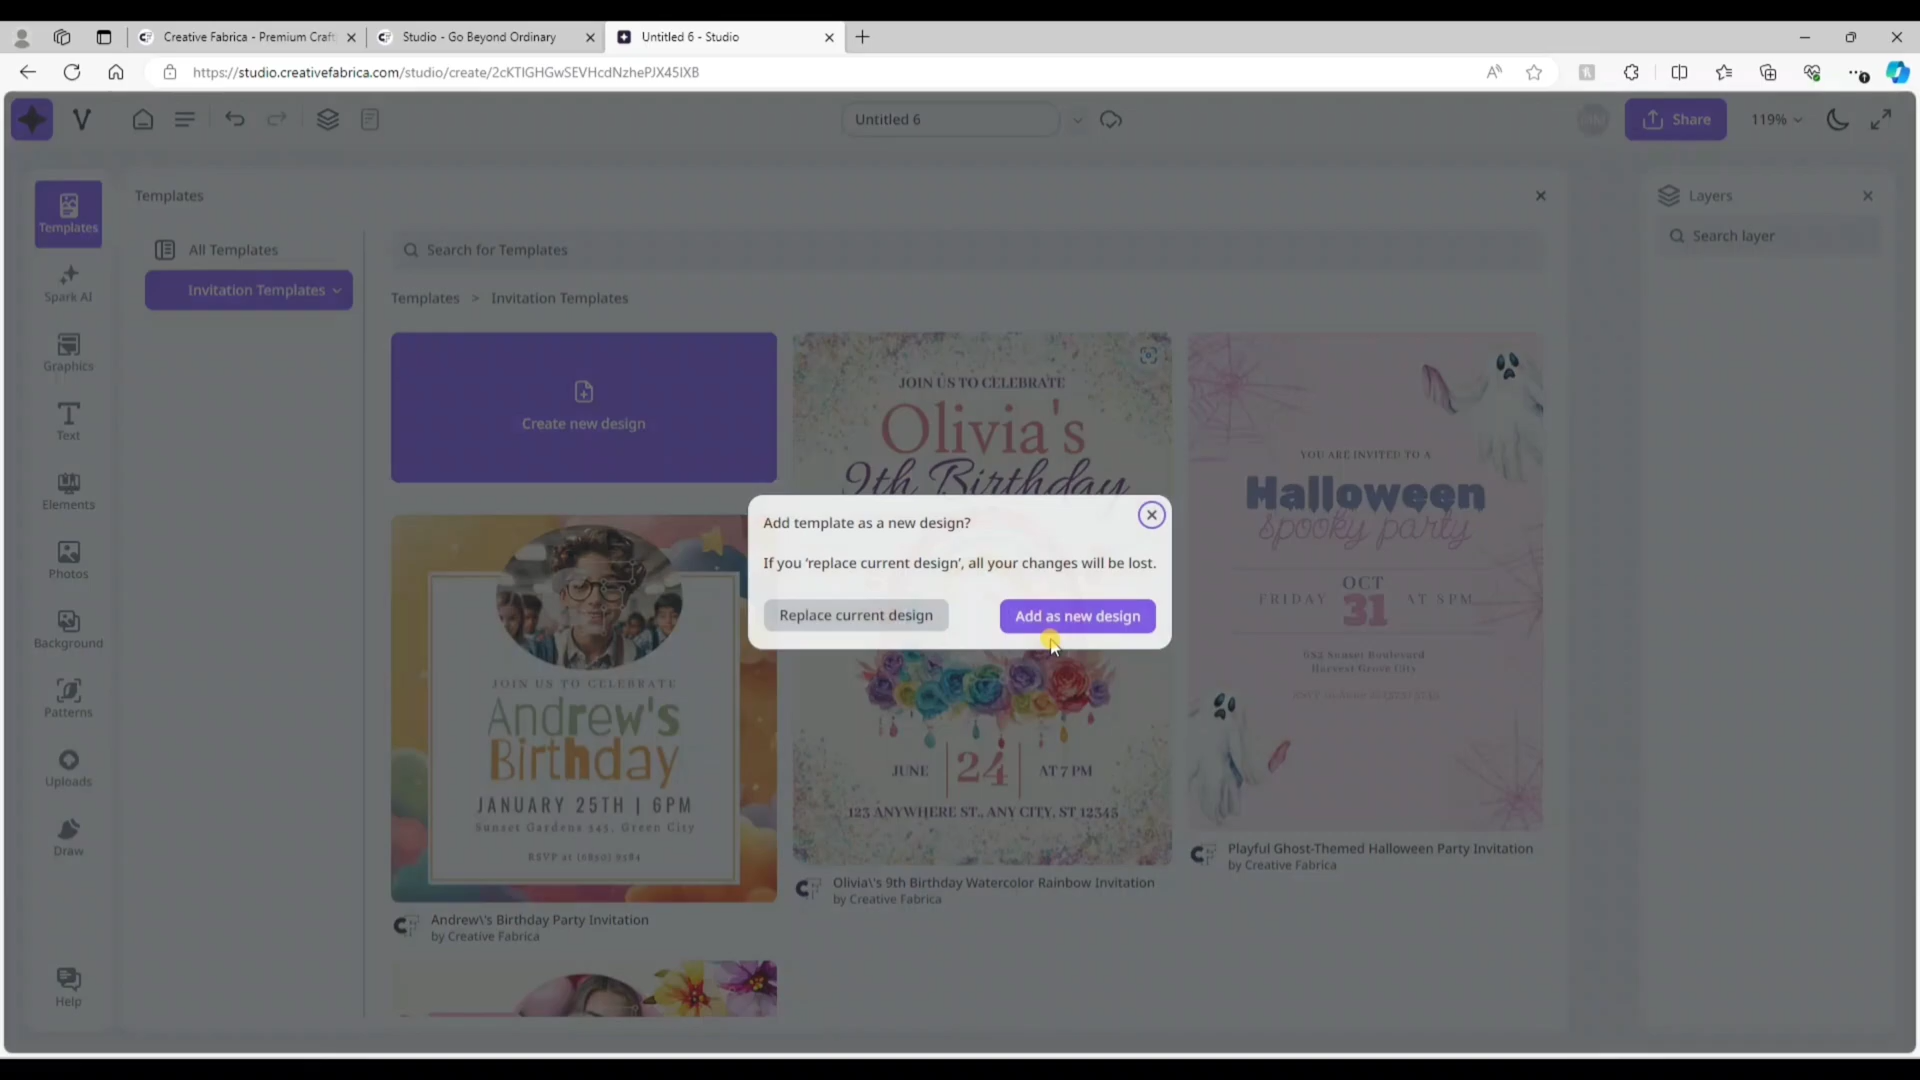 Creative Fabrica - Premium Craft
Studio - Go Beyond Ordinary
Untitled 6 - Studio
https://studio.creativefabrica.com/studio/create/2cKTIGHGwSEVHcdNzhePJX45IXB
Untitled 6
Share
119%
Templates
Templates
Spark AI
Graphics
Text
Elements
Photos
Background
Patterns
Uploads
Draw
Help
All Templates
Invitation Templates
Search for Templates
Templates > Invitation Templates
Create new design
JOIN US TO CELEBRATE
Andrew's
Birthday
JANUARY 25TH | 6PM
Sunset Gardens 545, Green City
Andrew\'s Birthday Party Invitation
by Creative Fabrica
JOIN US TO CELEBRATE
Olivia's
9th Birthday
JUNE 24 AT 7 PM
123 ANYWHERE ST., ANY CITY, ST 12345
Olivia\'s 9th Birthday Watercolor Rainbow Invitation
by Creative Fabrica
YOU ARE INVITED TO A
Halloween
spooky party
OCT
FRIDAY 31 AT 8PM
Sunset Boulevard
Harvest Grove City
Playful Ghost-Themed Halloween Party Invitation
by Creative Fabrica
Add template as a new design?
If you 'replace current design', all your changes will be lost.
Replace current design
Add as new design
Layers
Search layer